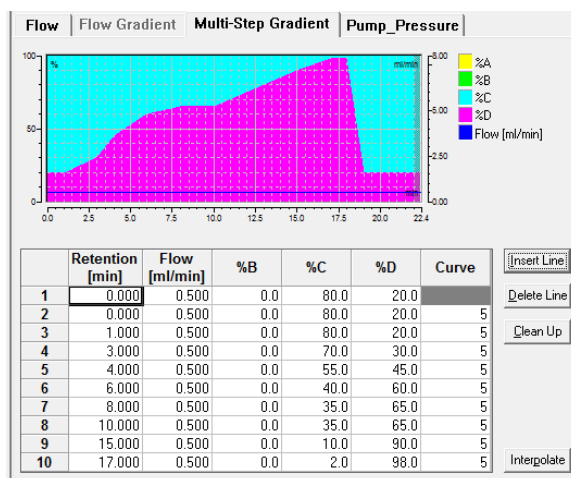 Flow Flow Gradient Multi-Step Gradient Pump_Pressure
100 % ml/min 8.00 %A
%B
%C
5.00 %D
Flow [ml/min]
50
2.50
0 min 0.00
0.0 2.5 5.0 7.5 10.0 12.5 15.0 17.5 20.0 22.4
Retention [min] Flow [ml/min] %B %C %D Curve
1 0.000 0.500 0.0 80.0 20.0
2 0.000 0.500 0.0 80.0 20.0 5
3 1.000 0.500 0.0 80.0 20.0 5
4 3.000 0.500 0.0 70.0 30.0 5
5 4.000 0.500 0.0 55.0 45.0 5
6 6.000 0.500 0.0 40.0 60.0 5
7 8.000 0.500 0.0 35.0 65.0 5
8 10.000 0.500 0.0 35.0 65.0 5
9 15.000 0.500 0.0 10.0 90.0 5
10 17.000 0.500 0.0 2.0 98.0 5
Insert Line
Delete Line
Clean Up
Interpolate